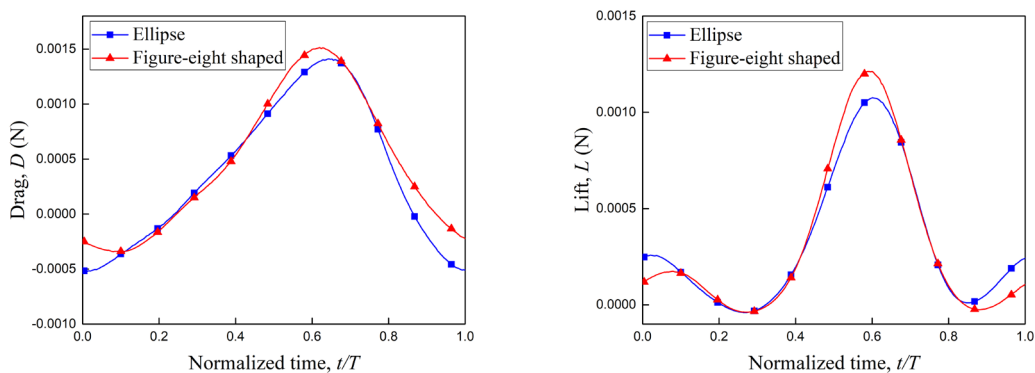 Ellipse
Figure-eight shaped
0.0015
0.0010
0.0005
0.0000
-0.0005
-0.0010
Drag, D (N)
0.0 0.2 0.4 0.6 0.8 1.0
Normalized time, t/T
Ellipse
Figure-eight shaped
0.0015
0.0010
0.0005
0.0000
Lift, L (N)
0.0 0.2 0.4 0.6 0.8 1.0
Normalized time, t/T